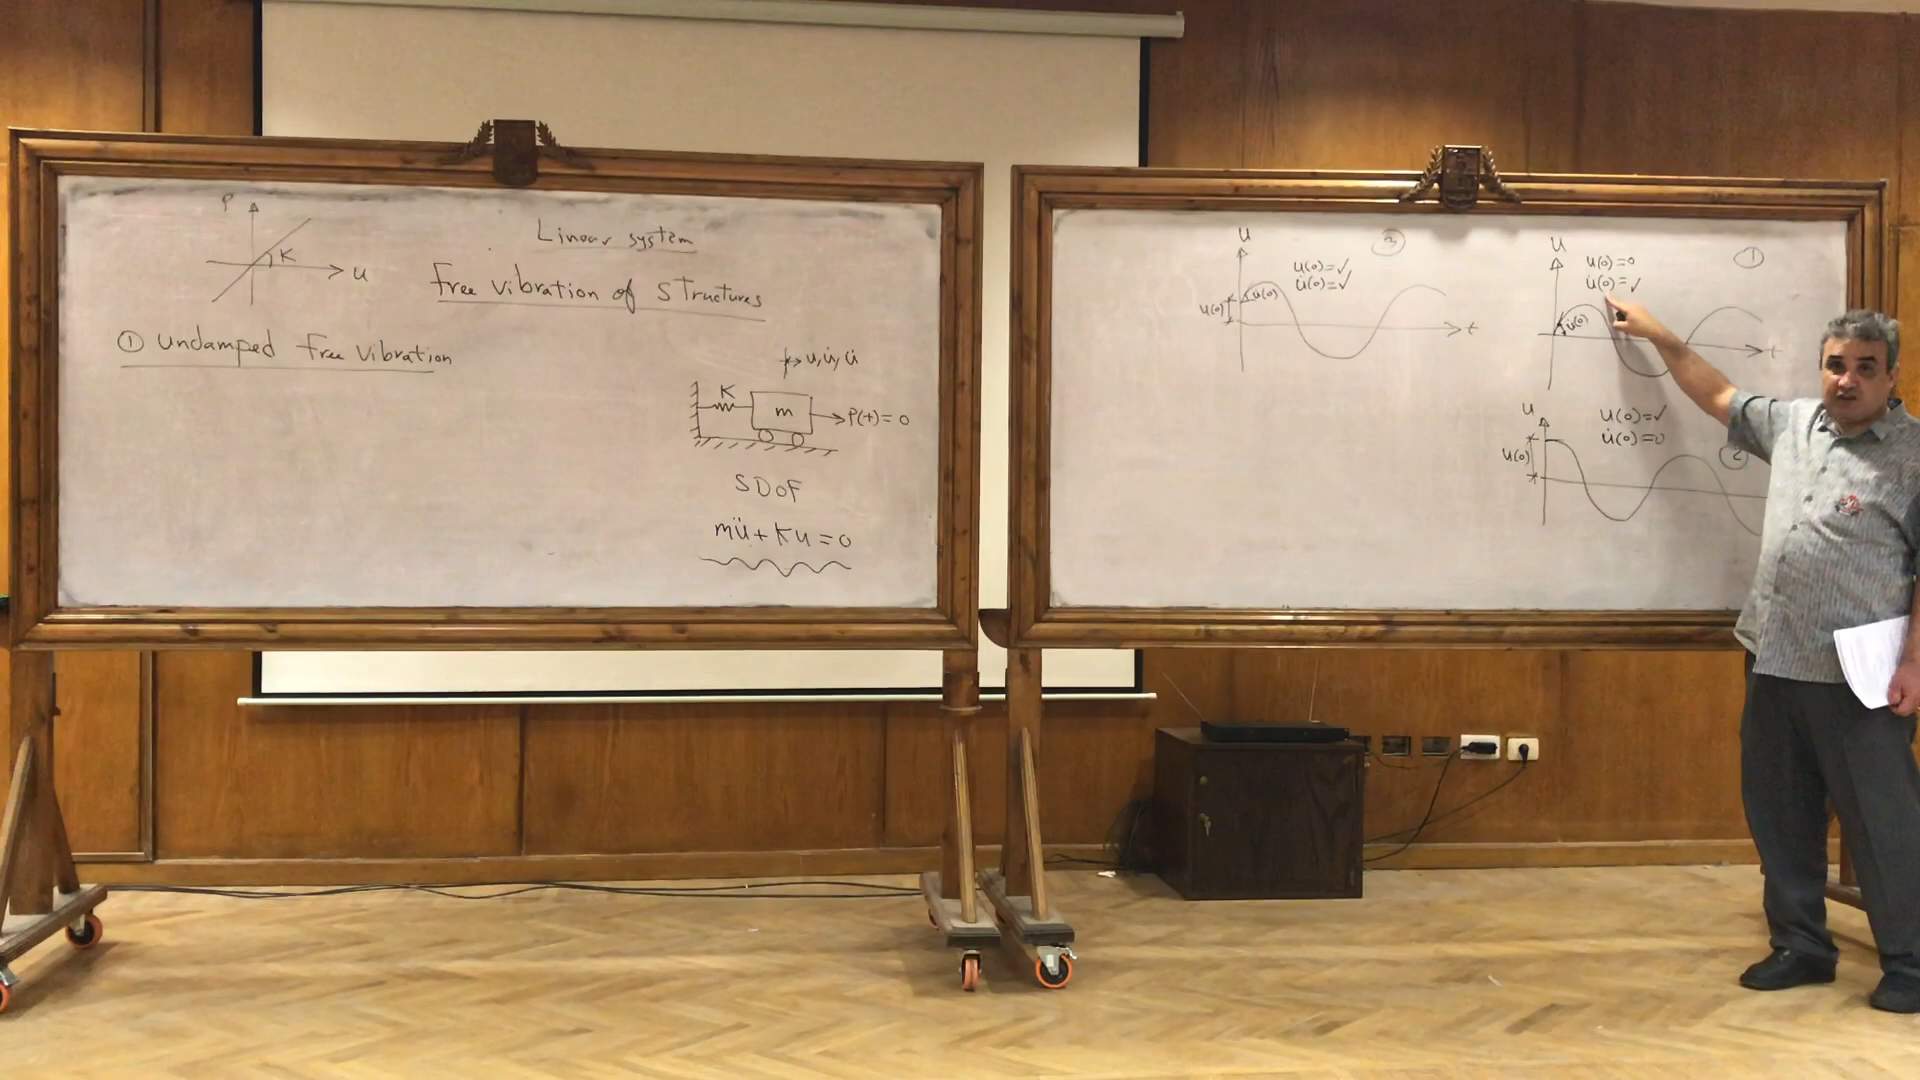 P
K
u
Linear system
Free vibration of Structures
① undamped free vibration
u, u̇, ü
K
m
P(t)=0
SDOF
mü+Ku=0
u
③
u(0)=✓
u̇(0)=✓
u(0)
u̇(0)
t
u
①
u(0)=0
u̇(0)=✓
u̇(0)
t
u
u(0)=✓
u̇(0)=0
u(0)
②